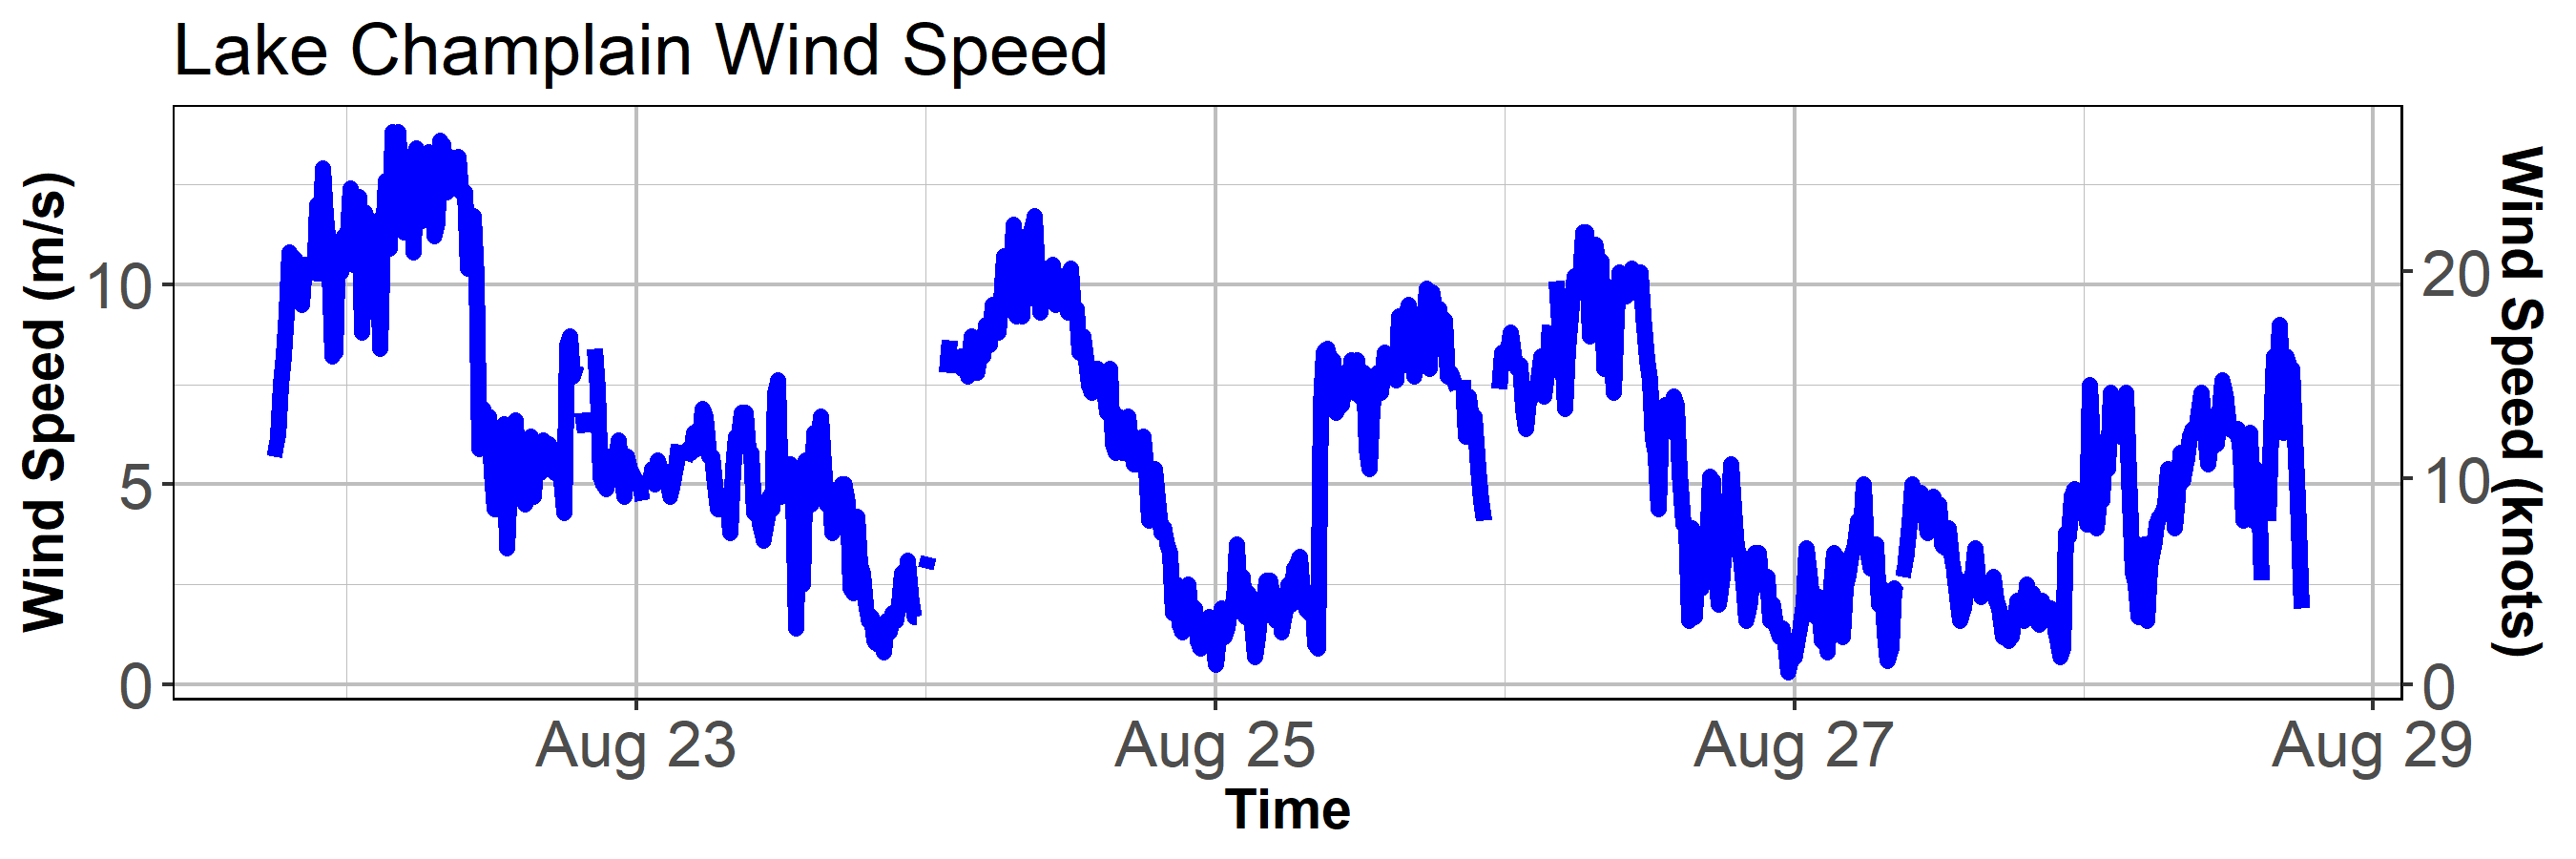 Lake Champlain Wind Speed
Wind Speed (m/s)
10
5
0
20
10
0
Wind Speed (knots)
Aug 23
Aug 25
Aug 27
Aug 29
Time